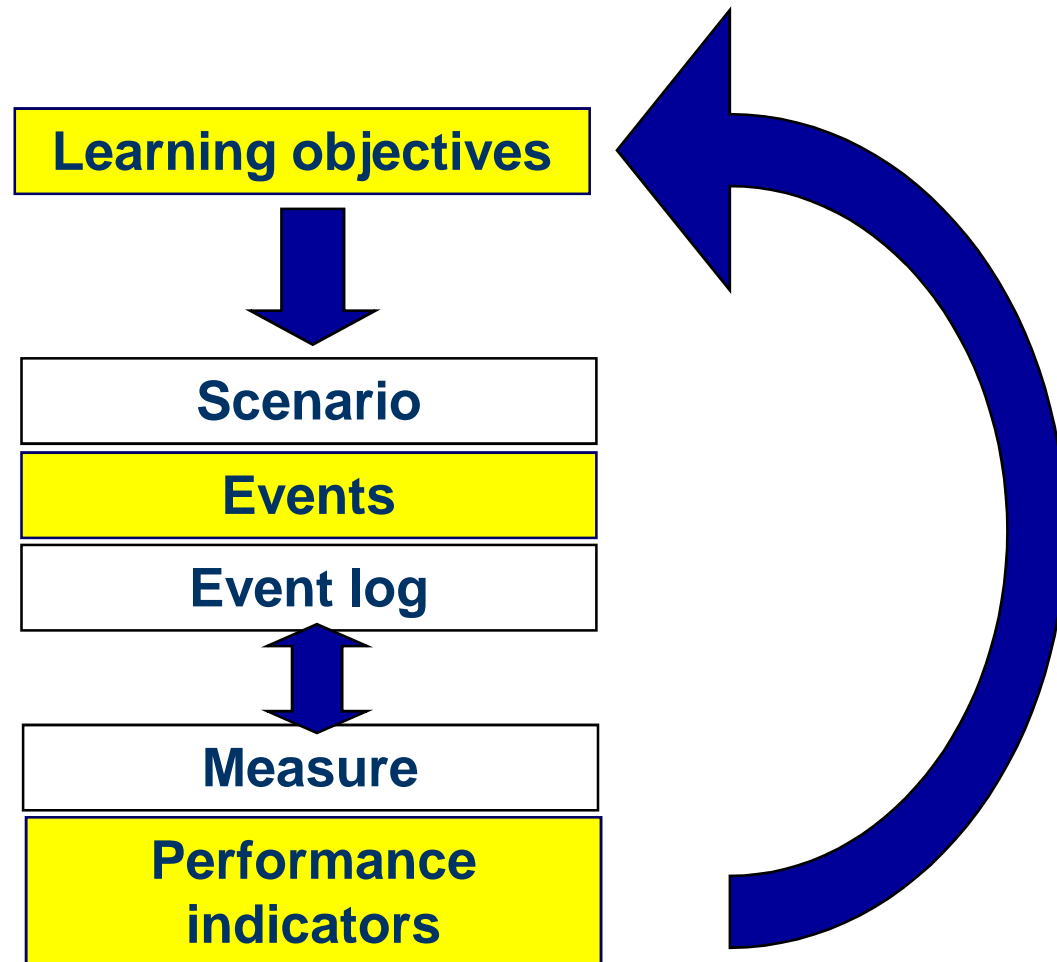 Learning objectives
Scenario
Events
Event log
Measure
Performance
indicators